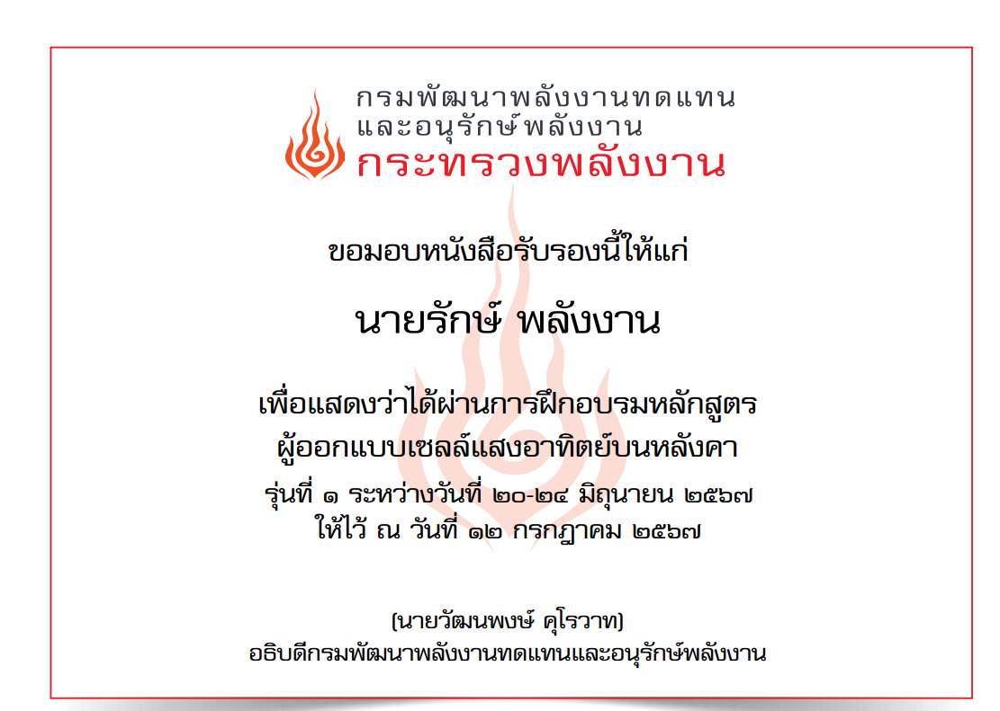 กรมพัฒนาพลังงานทดแทน
และอนุรักษ์พลังงาน
กระทรวงพลังงาน
ขอมอบหนังสือรับรองนี้ให้แก่
นายรักษ์ พลังงาน
เพื่อแสดงว่าได้ผ่านการฝึกอบรมหลักสูตร
ผู้ออกแบบเซลล์แสงอาทิตย์บนหลังคา
รุ่นที่ ๑ ระหว่างวันที่ ๒๐-๒๔ มิถุนายน ๒๕๖๗
ให้ไว้ ณ วันที่ ๑๒ กรกฎาคม ๒๕๖๗
(นายวัฒนพงษ์ คุโรวาท)
อธิบดีกรมพัฒนาพลังงานทดแทนและอนุรักษ์พลังงาน